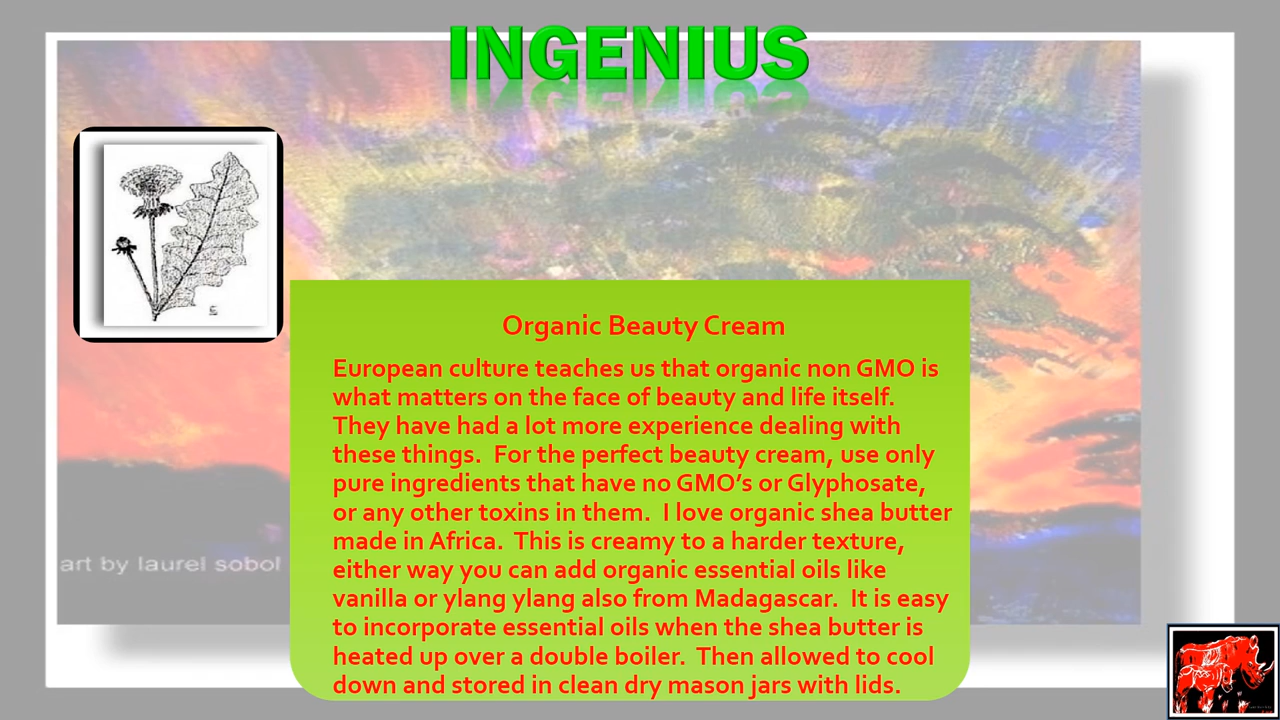 INGENIUS
Organic Beauty Cream
European culture teaches us that organic non GMO is
what matters on the face of beauty and life itself.
They have had a lot more experience dealing with
these things.  For the perfect beauty cream, use only
pure ingredients that have no GMO’s or Glyphosate,
or any other toxins in them.  I love organic shea butter
made in Africa.  This is creamy to a harder texture,
either way you can add organic essential oils like
vanilla or ylang ylang also from Madagascar.  It is easy
to incorporate essential oils when the shea butter is
heated up over a double boiler.  Then allowed to cool
down and stored in clean dry mason jars with lids.
art by laurel sobol